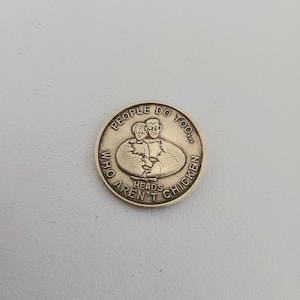 PEOPLE DO TOO...
HEADS
WHO AREN'T CHICKEN